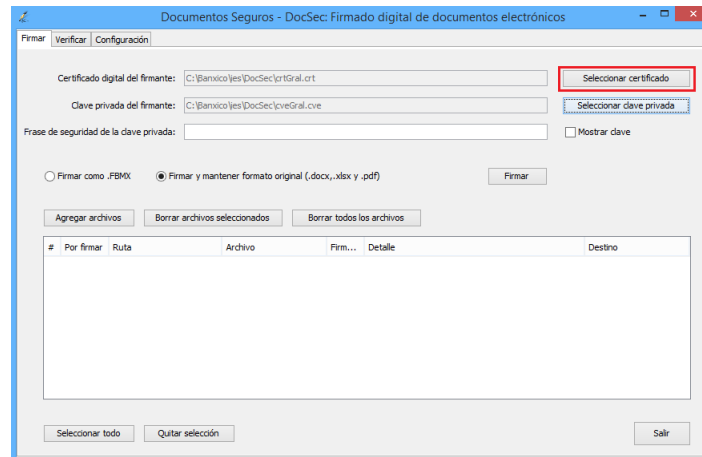 Documentos Seguros - DocSec: Firmado digital de documentos electrónicos
Firmar Verificar Configuración
Certificado digital del firmante: C:\Banxico\ies\DocSec\crtGral.crt Seleccionar certificado
Clave privada del firmante: C:\Banxico\ies\DocSec\cveGral.cve Seleccionar clave privada
Frase de seguridad de la clave privada: Mostrar clave
Firmar como .FBMX Firmar y mantener formato original (.docx,.xlsx y .pdf) Firmar
Agregar archivos Borrar archivos seleccionados Borrar todos los archivos
# Por firmar Ruta Archivo Firm... Detalle Destino
Seleccionar todo Quitar selección Salir